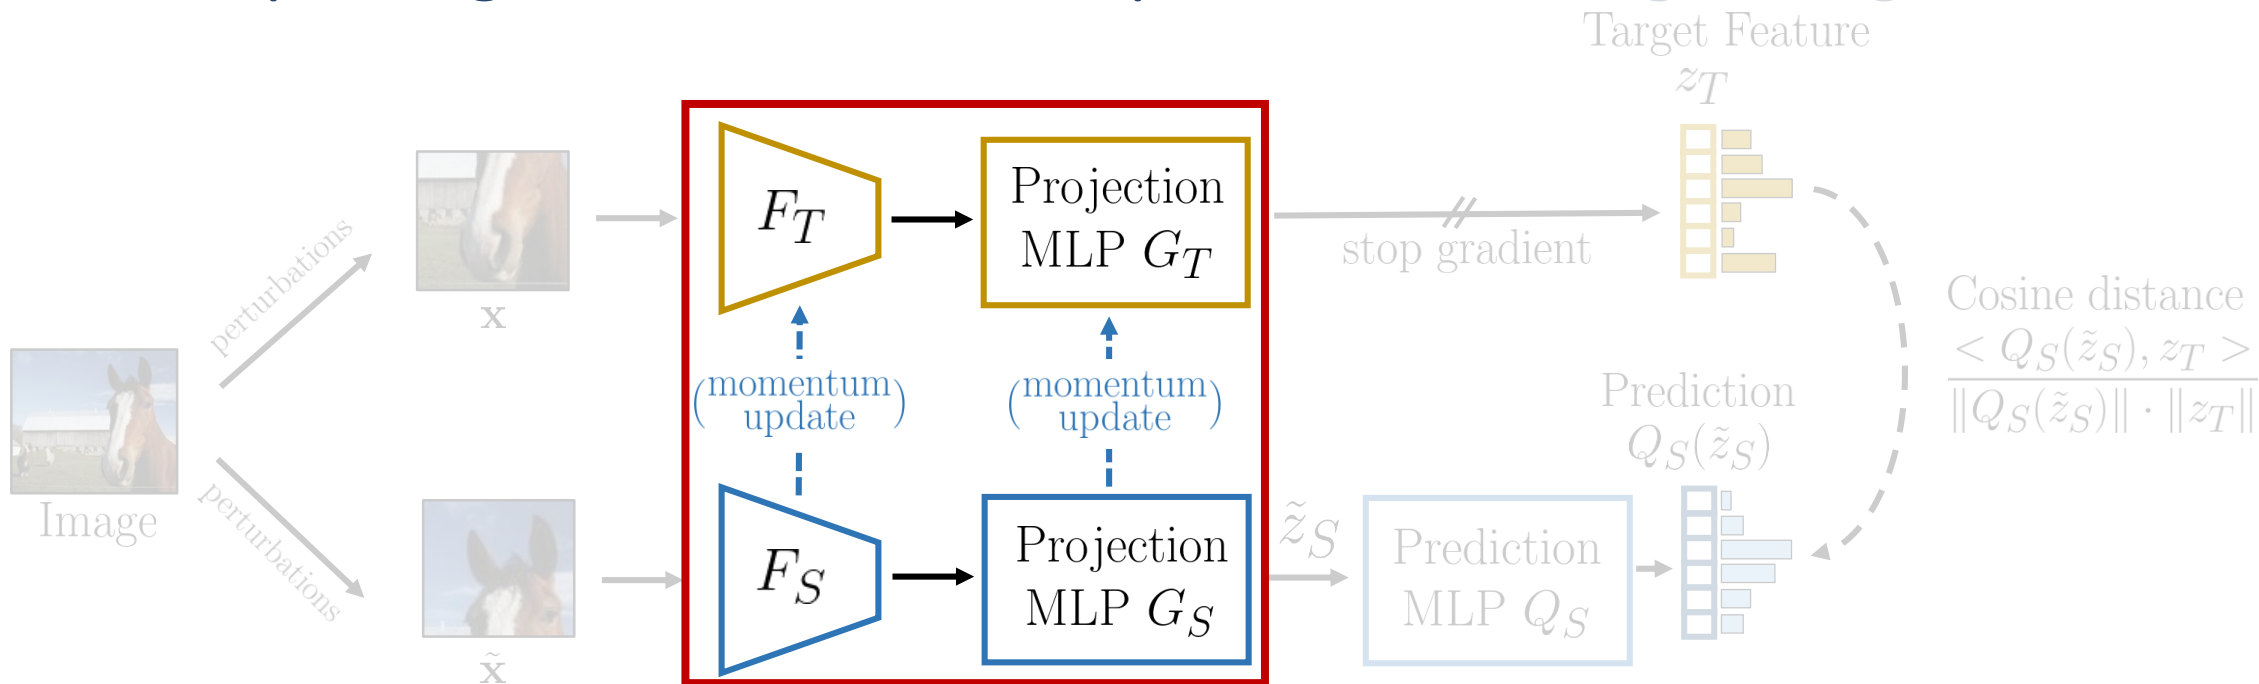 Target Feature
z_T
perturbations
x
F_T
Projection
MLP G_T
stop gradient
(momentum update)
(momentum update)
Image
perturbations
x̃
F_S
Projection
MLP G_S
z̃_S
Prediction
MLP Q_S
Prediction
Q_S(z̃_S)
Cosine distance
< Q_S(z̃_S), z_T >
‖Q_S(z̃_S)‖ · ‖z_T‖